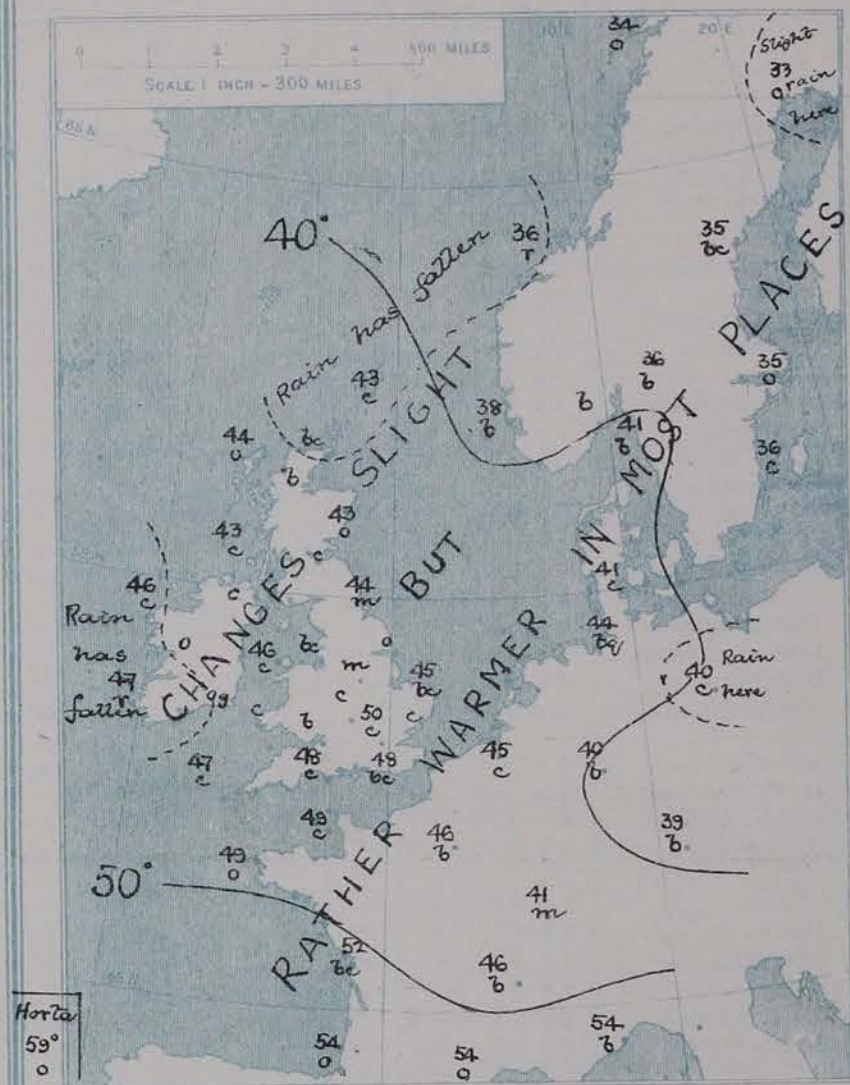 0 1 2 3 4 500 MILES
SCALE 1 INCH = 300 MILES
10°E
20°E
34
o
Slight
33
o rain
here
65 N
40°
36
r
Rain has fallen
35
bc
43
c
38
b
b
36
b
35
o
44
o
bc
b
41
b
36
c
43
o
43
c
c
c
46
c
44
m
41
c
44
bq
Rain
has
47
r
fallen
o
46
c
bc
o
m
45
bc
c
c
c
b
50
c
40
c
r
Rain
here
47
c
48
c
48
bc
45
c
40
b
49
c
46
b
39
b
49
o
50°
41
m
52
bc
46
b
45 N
Horta
59°
o
54
o
54
o
54
b
CHANGES SLIGHT
BUT
RATHER WARMER IN MOST PLACES